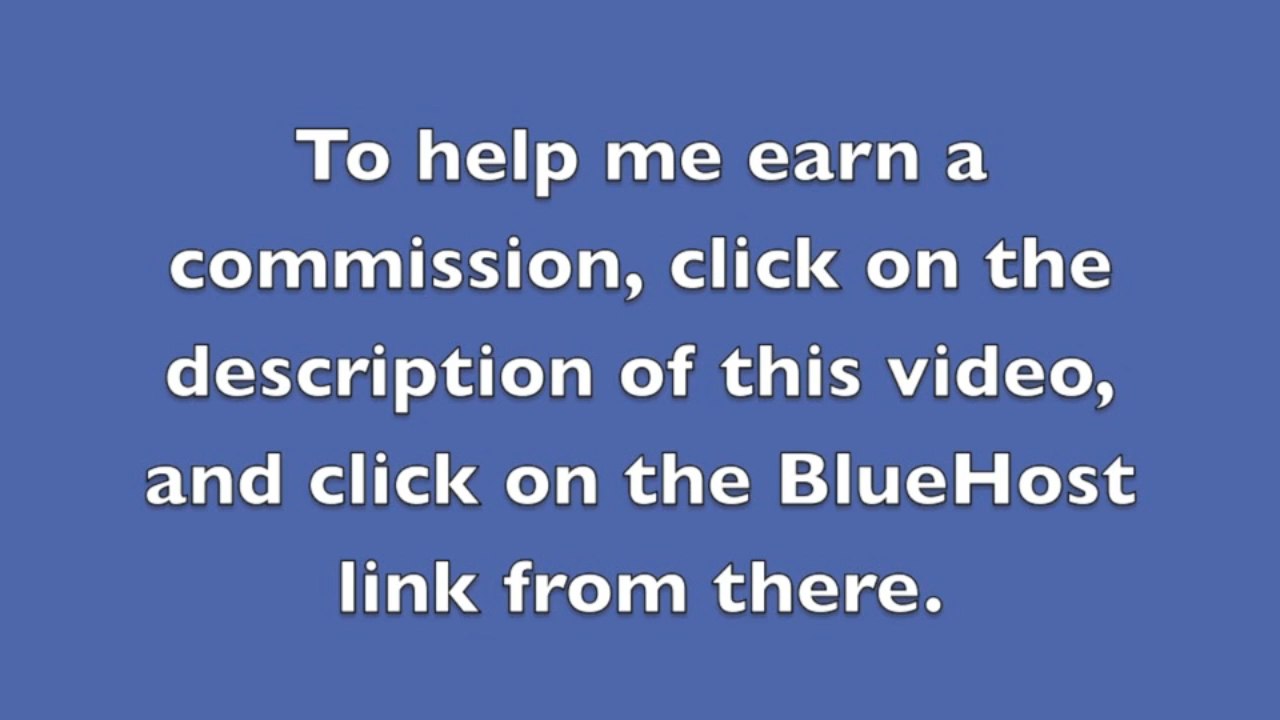 To help me earn a
commission, click on the
description of this video,
and click on the BlueHost
link from there.